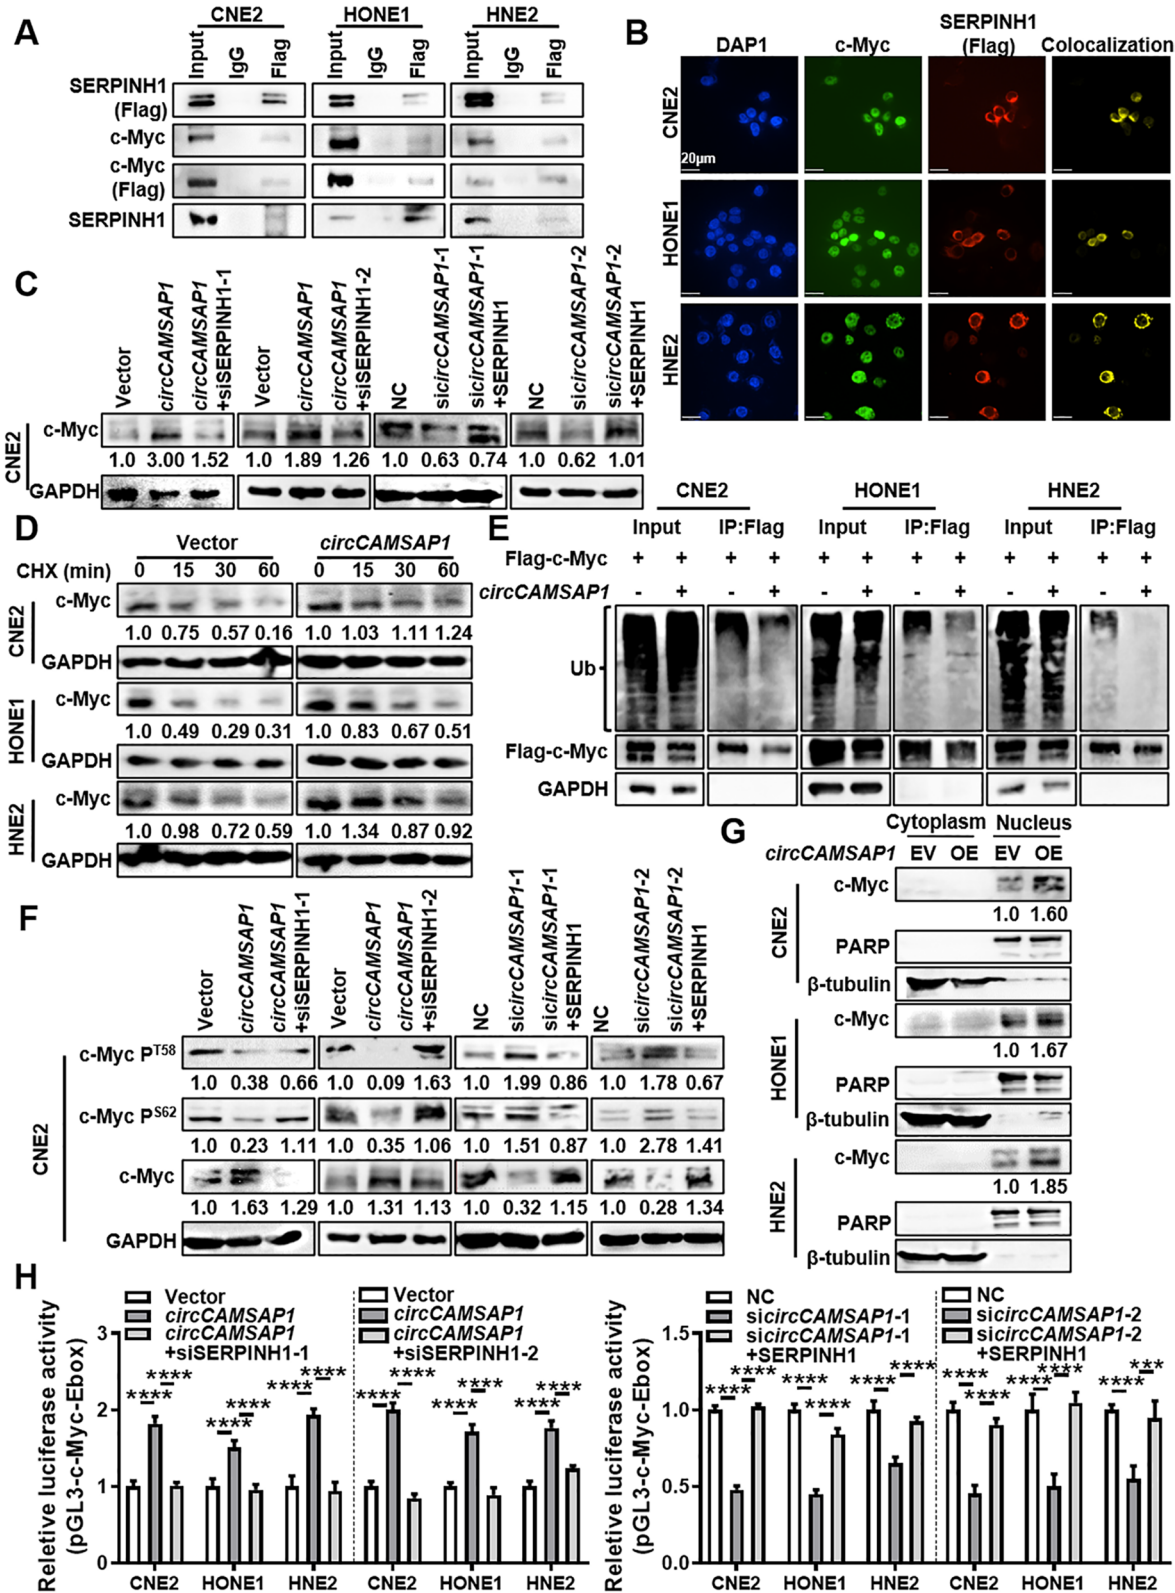 A
CNE2 HONE1 HNE2
Input IgG Flag Input IgG Flag Input IgG Flag
SERPINH1
(Flag)
c-Myc
c-Myc
(Flag)
SERPINH1
B
DAP1 c-Myc SERPINH1
(Flag) Colocalization
CNE2
20μm
HONE1
HNE2
C
Vector circCAMSAP1 circCAMSAP1
+siSERPINH1-1
Vector circCAMSAP1 circCAMSAP1
+siSERPINH1-2
NC sicircCAMSAP1-1 sicircCAMSAP1-1
+SERPINH1
NC sicircCAMSAP1-2 sicircCAMSAP1-2
+SERPINH1
CNE2
c-Myc
1.0 3.00 1.52 1.0 1.89 1.26 1.0 0.63 0.74 1.0 0.62 1.01
GAPDH
D
Vector circCAMSAP1
CHX (min) 0 15 30 60 0 15 30 60
CNE2
c-Myc
1.0 0.75 0.57 0.16 1.0 1.03 1.11 1.24
GAPDH
HONE1
c-Myc
1.0 0.49 0.29 0.31 1.0 0.83 0.67 0.51
GAPDH
HNE2
c-Myc
1.0 0.98 0.72 0.59 1.0 1.34 0.87 0.92
GAPDH
E
CNE2 HONE1 HNE2
Input IP:Flag Input IP:Flag Input IP:Flag
Flag-c-Myc + + + + + + + + + + + +
circCAMSAP1 - + - + - + - + - + - +
Ub
Flag-c-Myc
GAPDH
F
Vector circCAMSAP1 circCAMSAP1
+siSERPINH1-1
Vector circCAMSAP1 circCAMSAP1
+siSERPINH1-2
NC sicircCAMSAP1-1 sicircCAMSAP1-1
+SERPINH1
NC sicircCAMSAP1-2 sicircCAMSAP1-2
+SERPINH1
CNE2
c-Myc P^T58
1.0 0.38 0.66 1.0 0.09 1.63 1.0 1.99 0.86 1.0 1.78 0.67
c-Myc P^S62
1.0 0.23 1.11 1.0 0.35 1.06 1.0 1.51 0.87 1.0 2.78 1.41
c-Myc
1.0 1.63 1.29 1.0 1.31 1.13 1.0 0.32 1.15 1.0 0.28 1.34
GAPDH
G
Cytoplasm Nucleus
circCAMSAP1 EV OE EV OE
CNE2
c-Myc
1.0 1.60
PARP
β-tubulin
HONE1
c-Myc
1.0 1.67
PARP
β-tubulin
HNE2
c-Myc
1.0 1.85
PARP
β-tubulin
H
Reletive luciferase activity
(pGL3-c-Myc-Ebox)
3
2
1
0
Vector
circCAMSAP1
circCAMSAP1
+siSERPINH1-1
Vector
circCAMSAP1
circCAMSAP1
+siSERPINH1-2
**** **** **** **** **** **** **** **** **** **** **** ****
CNE2 HONE1 HNE2 CNE2 HONE1 HNE2
Reletive luciferase activity
(pGL3-c-Myc-Ebox)
1.5
1.0
0.5
0.0
NC
sicircCAMSAP1-1
sicircCAMSAP1-1
+SERPINH1
NC
sicircCAMSAP1-2
sicircCAMSAP1-2
+SERPINH1
**** **** **** **** **** **** **** **** **** **** **** ***
CNE2 HONE1 HNE2 CNE2 HONE1 HNE2